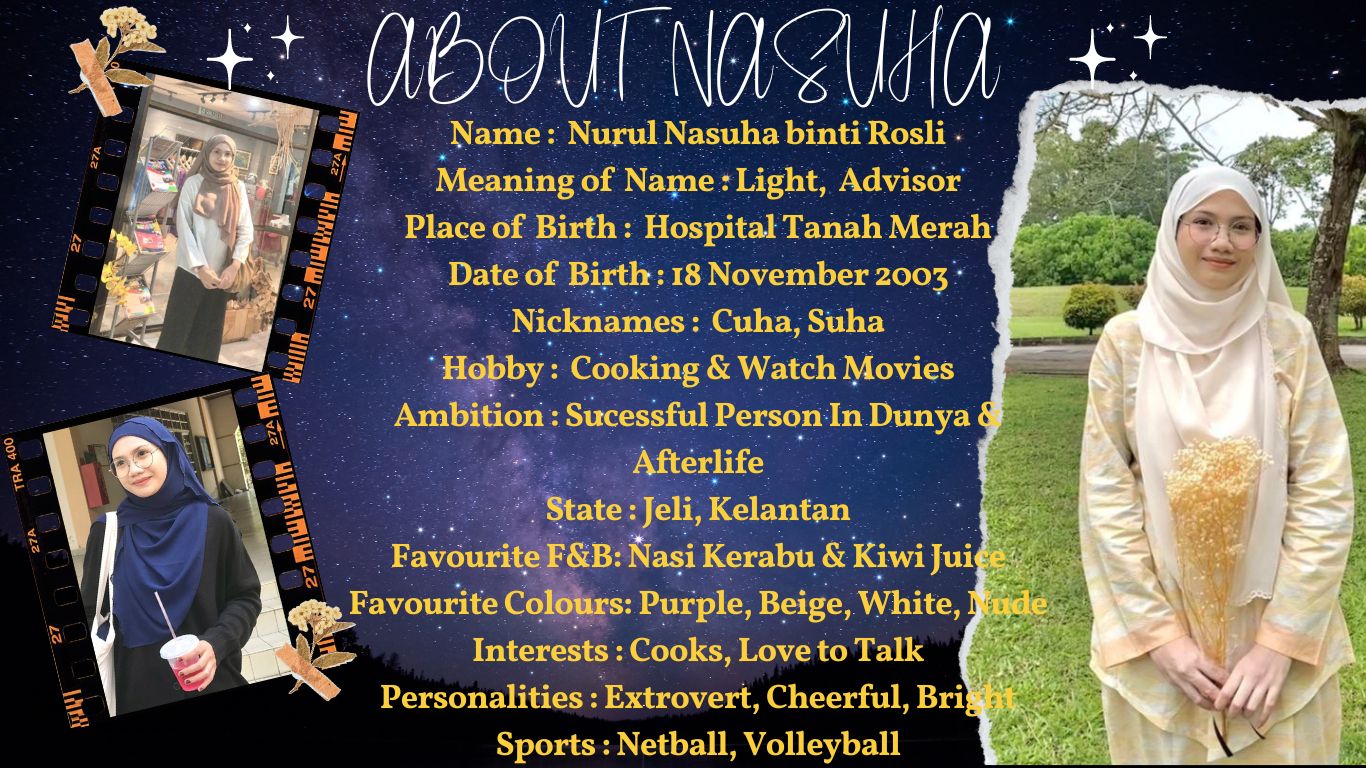 ABOUT NASUHA
Name : Nurul Nasuha binti Rosli
Meaning of Name : Light, Advisor
Place of Birth : Hospital Tanah Merah
Date of Birth : 18 November 2003
Nicknames : Cuha, Suha
Hobby : Cooking & Watch Movies
Ambition : Sucessful Person In Dunya &
Afterlife
State : Jeli, Kelantan
Favourite F&B: Nasi Kerabu & Kiwi Juice
Favourite Colours: Purple, Beige, White, Nude
Interests : Cooks, Love to Talk
Personalities : Extrovert, Cheerful, Bright
Sports : Netball, Volleyball
27A
27
27A
27
TRA 400
27A
27
27A
27